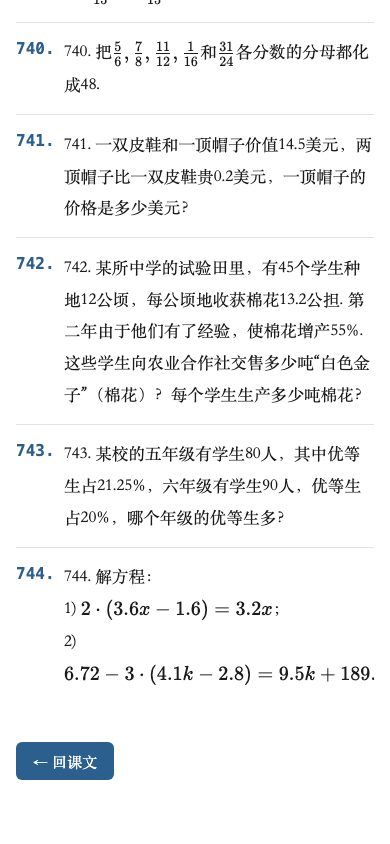 740. 740. 把5/6, 7/8, 11/12, 1/16和31/24各分数的分母都化
成48.
741. 741. 一双皮鞋和一顶帽子价值14.5美元，两
顶帽子比一双皮鞋贵0.2美元，一顶帽子的
价格是多少美元？
742. 742. 某所中学的试验田里，有45个学生种
地12公顷，每公顷地收获棉花13.2公担. 第
二年由于他们有了经验，使棉花增产55%.
这些学生向农业合作社交售多少吨“白色金
子”（棉花）？每个学生生产多少吨棉花？
743. 743. 某校的五年级有学生80人，其中优等
生占21.25%，六年级有学生90人，优等生
占20%，哪个年级的优等生多？
744. 744. 解方程：
1) 2 · (3.6x − 1.6) = 3.2x；
2)
6.72 − 3 · (4.1k − 2.8) = 9.5k + 189.
← 回课文